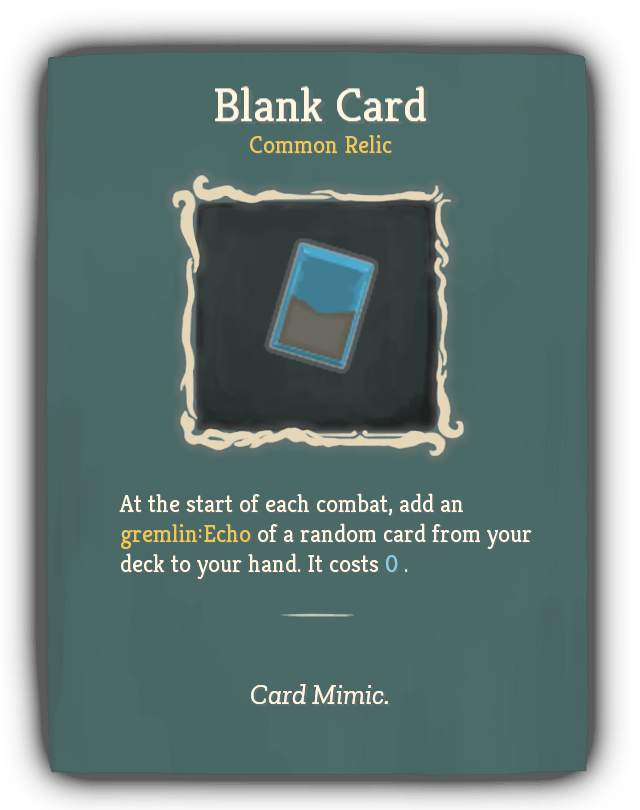 Blank Card
Common Relic
At the start of each combat, add an
gremlin:Echo of a random card from your
deck to your hand. It costs 0 .
Card Mimic.